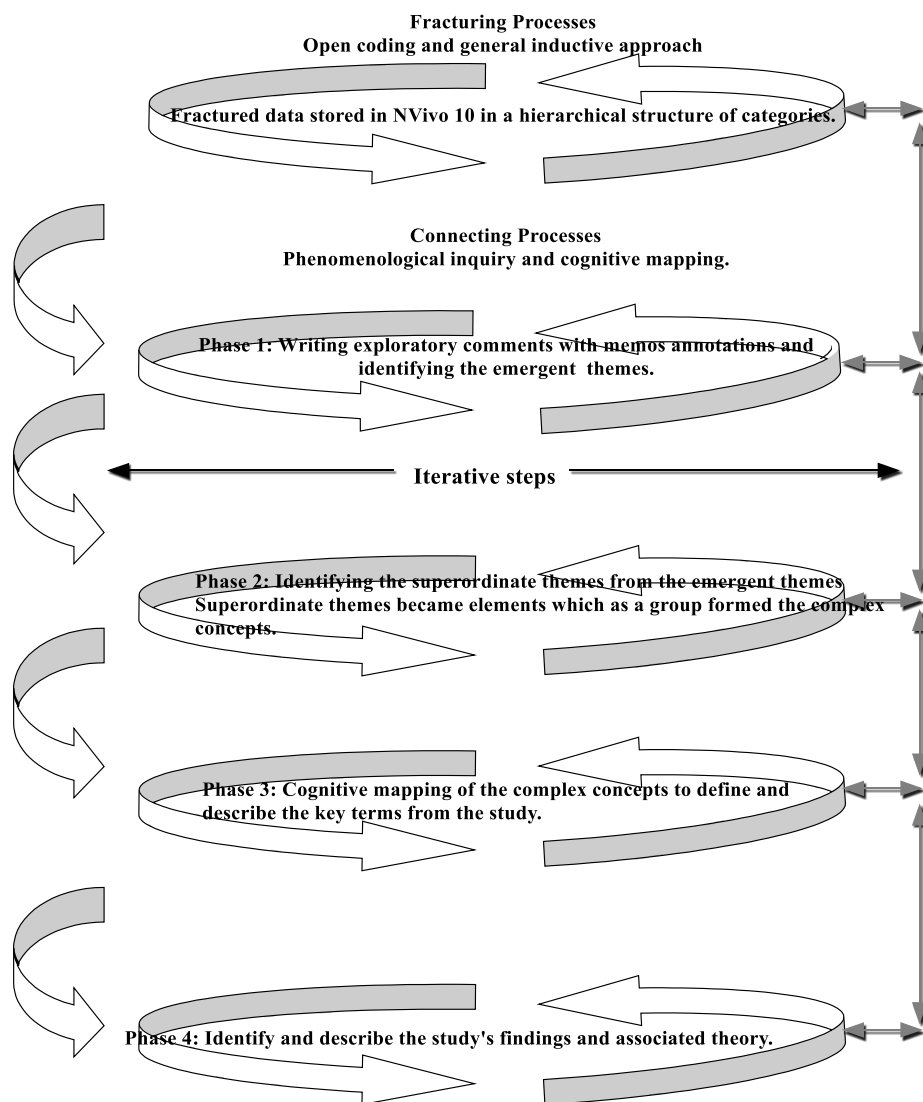 Fracturing Processes
Open coding and general inductive approach
Fractured data stored in NVivo 10 in a hierarchical structure of categories.
Connecting Processes
Phenomenological inquiry and cognitive mapping.
Phase 1: Writing exploratory comments with memos annotations and
identifying the emergent themes.
Iterative steps
Phase 2: Identifying the superordinate themes from the emergent themes
Superordinate themes became elements which as a group formed the complex
concepts.
Phase 3: Cognitive mapping of the complex concepts to define and
describe the key terms from the study.
Phase 4: Identify and describe the study's findings and associated theory.